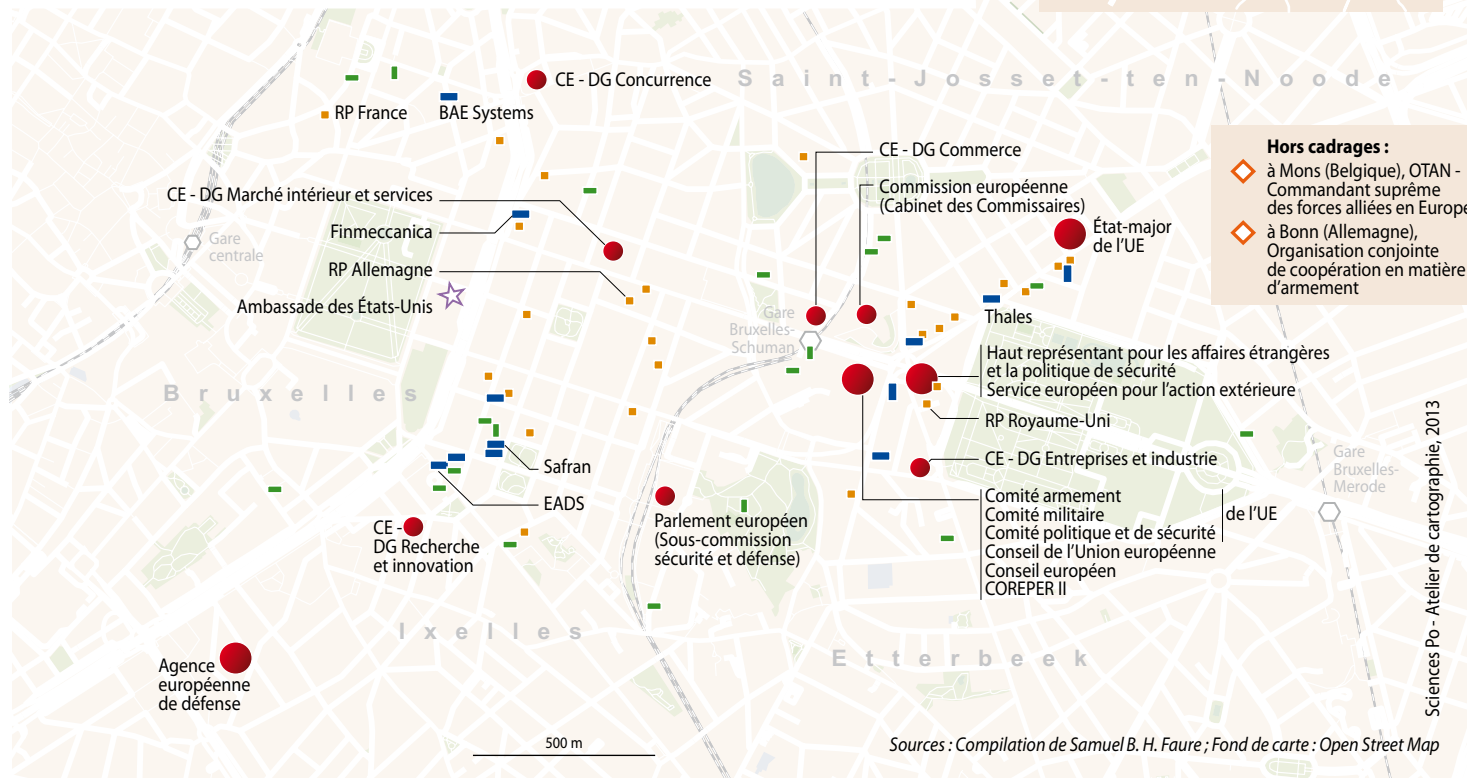 Saint-Josset-ten-Noode
CE - DG Concurrence
RP France
BAE Systems
CE - DG Commerce
Commission européenne
(Cabinet des Commissaires)
CE - DG Marché intérieur et services
Finmeccanica
RP Allemagne
Ambassade des États-Unis
Gare
centrale
État-major
de l'UE
Hors cadrages :
à Mons (Belgique), OTAN -
Commandant suprême
des forces alliées en Europe
à Bonn (Allemagne),
Organisation conjointe
de coopération en matière
d'armement
Gare
Bruxelles-
Schuman
Thales
Haut représentant pour les affaires étrangères
et la politique de sécurité
Service européen pour l'action extérieure
Bruxelles
RP Royaume-Uni
CE - DG Entreprises et industrie
Safran
EADS
Gare
Bruxelles-
Merode
Comité armement
Comité militaire
Comité politique et de sécurité
de l'UE
Conseil de l'Union européenne
Conseil européen
COREPER II
CE -
DG Recherche
et innovation
Parlement européen
(Sous-commission
sécurité et défense)
Ixelles
Etterbeek
Agence
européenne
de défense
500 m
Sources : Compilation de Samuel B. H. Faure ; Fond de carte : Open Street Map
Sciences Po - Atelier de cartographie, 2013